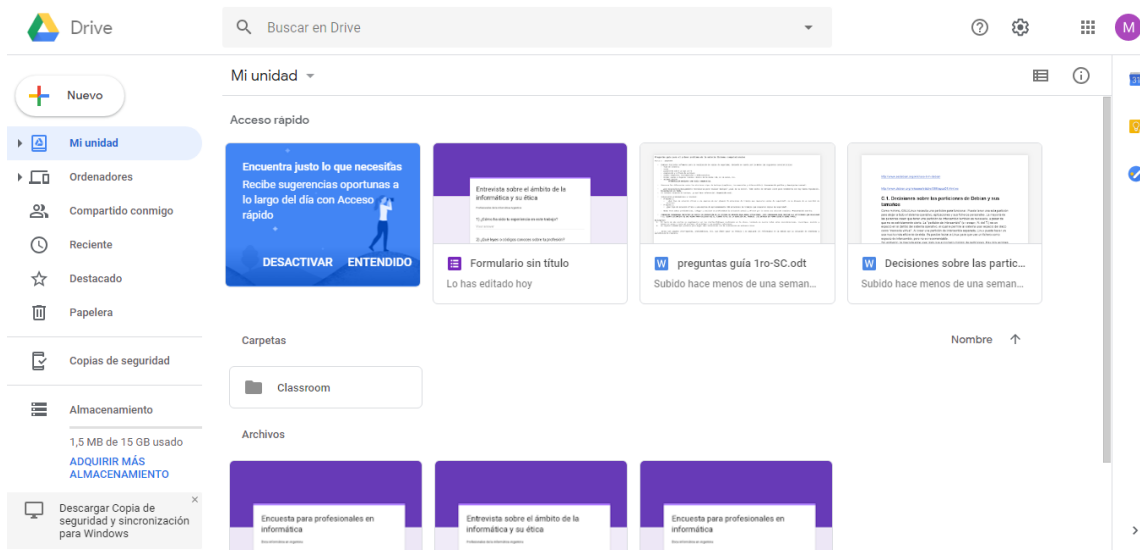 Drive
Buscar en Drive
M
Nuevo
Mi unidad
Ordenadores
Compartido conmigo
Reciente
Destacado
Papelera
Copias de seguridad
Almacenamiento
1,5 MB de 15 GB usado
ADQUIRIR MÁS
ALMACENAMIENTO
Descargar Copia de
seguridad y sincronización
para Windows
Mi unidad
Acceso rápido
Encuentra justo lo que necesitas
Recibe sugerencias oportunas a
lo largo del día con Acceso
rápido
DESACTIVAR ENTENDIDO
Entrevista sobre el ámbito de la
informática y su ética
Formulario sin título
Lo has editado hoy
W preguntas guía 1ro-SC.odt
Subido hace menos de una seman...
W Decisiones sobre las partic...
Subido hace menos de una seman...
Carpetas
Nombre
Classroom
Archivos
Encuesta para profesionales en
informática
Entrevista sobre el ámbito de la
informática y su ética
Encuesta para profesionales en
informática